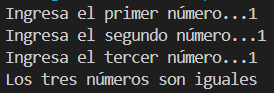 Ingresa el primer número...1
Ingresa el segundo número...1
Ingresa el tercer número...1
Los tres números son iguales